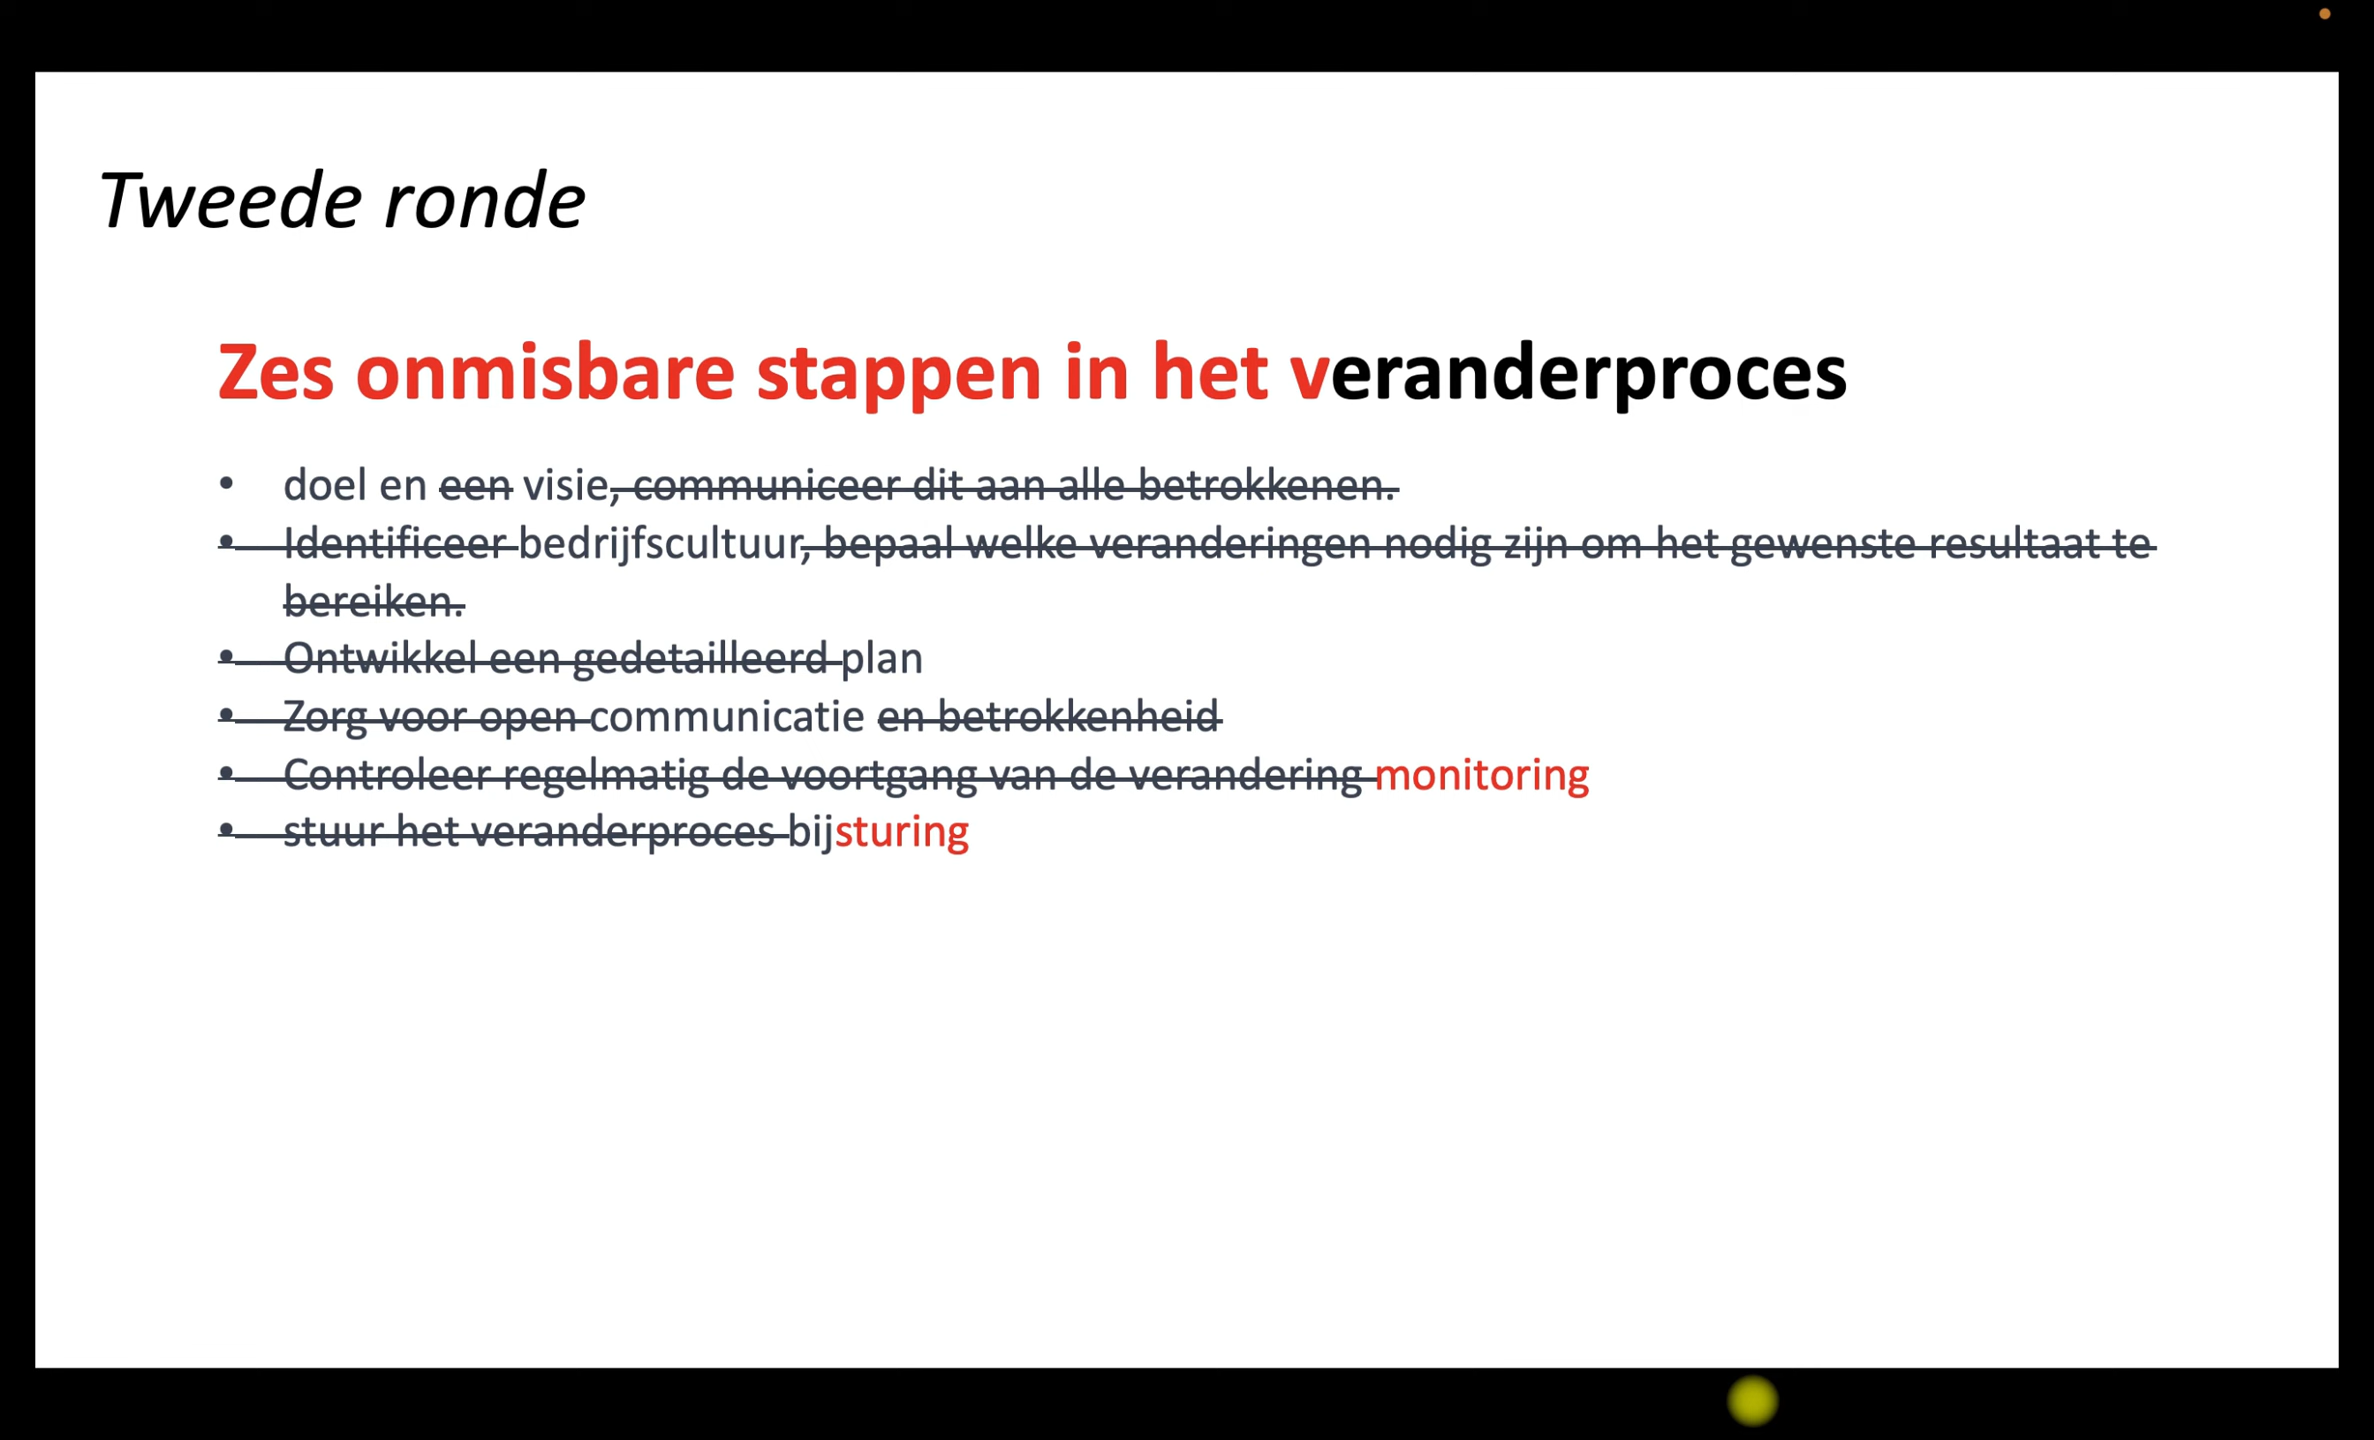 Tweede ronde
Zes onmisbare stappen in het veranderproces
• doel en een visie, communiceer dit aan alle betrokkenen.
• Identificeer bedrijfscultuur, bepaal welke veranderingen nodig zijn om het gewenste resultaat te
bereiken.
• Ontwikkel een gedetailleerd plan
• Zorg voor open communicatie en betrokkenheid
• Controleer regelmatig de voortgang van de verandering monitoring
• stuur het veranderproces bijsturing